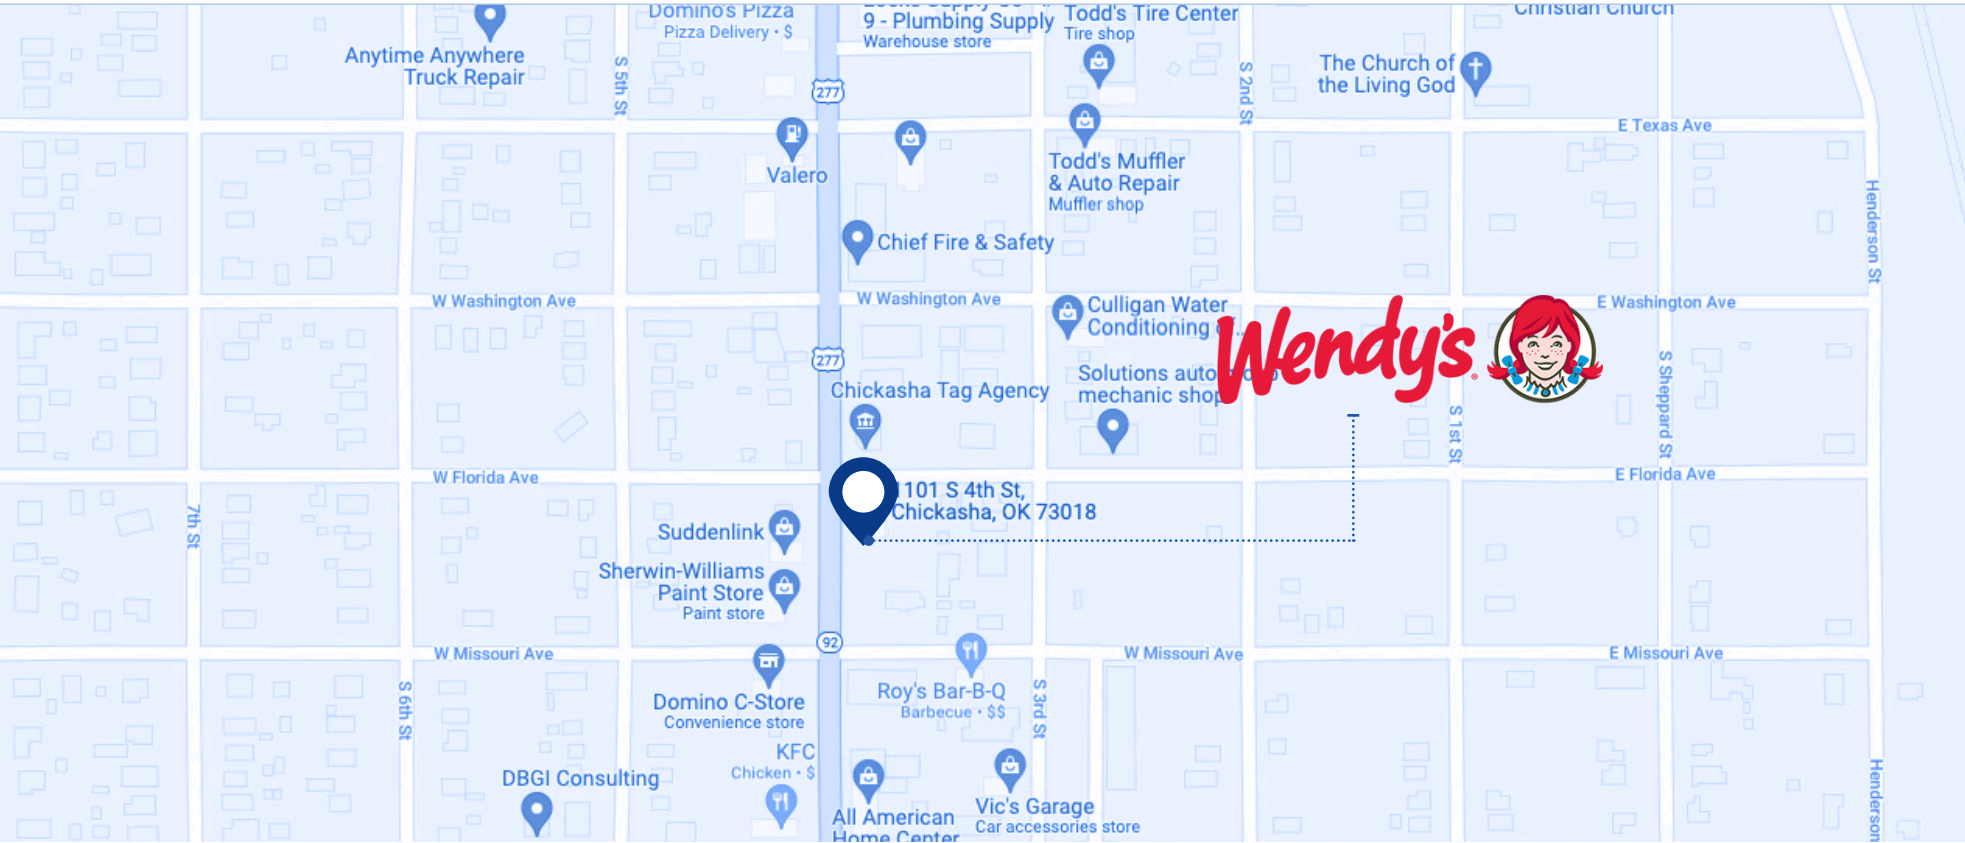 Domino's Pizza
Pizza Delivery • $
9 - Plumbing Supply
Warehouse store
Todd's Tire Center
Tire shop
Christian Church
Anytime Anywhere
Truck Repair
S 5th St
277
S 2nd St
The Church of
the Living God
E Texas Ave
Valero
Todd's Muffler
& Auto Repair
Muffler shop
Henderson St
Chief Fire & Safety
W Washington Ave
W Washington Ave
E Washington Ave
Culligan Water
Conditioning
Wendy's
277
Chickasha Tag Agency
Solutions auto
mechanic shop
S 1st St
S Sheppard St
W Florida Ave
E Florida Ave
1101 S 4th St,
Chickasha, OK 73018
7th St
Suddenlink
Sherwin-Williams
Paint Store
Paint store
92
W Missouri Ave
W Missouri Ave
E Missouri Ave
S 6th St
Domino C-Store
Convenience store
Roy's Bar-B-Q
Barbecue • $$
S 3rd St
KFC
Chicken • $
DBGI Consulting
All American
Home Center
Vic's Garage
Car accessories store
Henderson